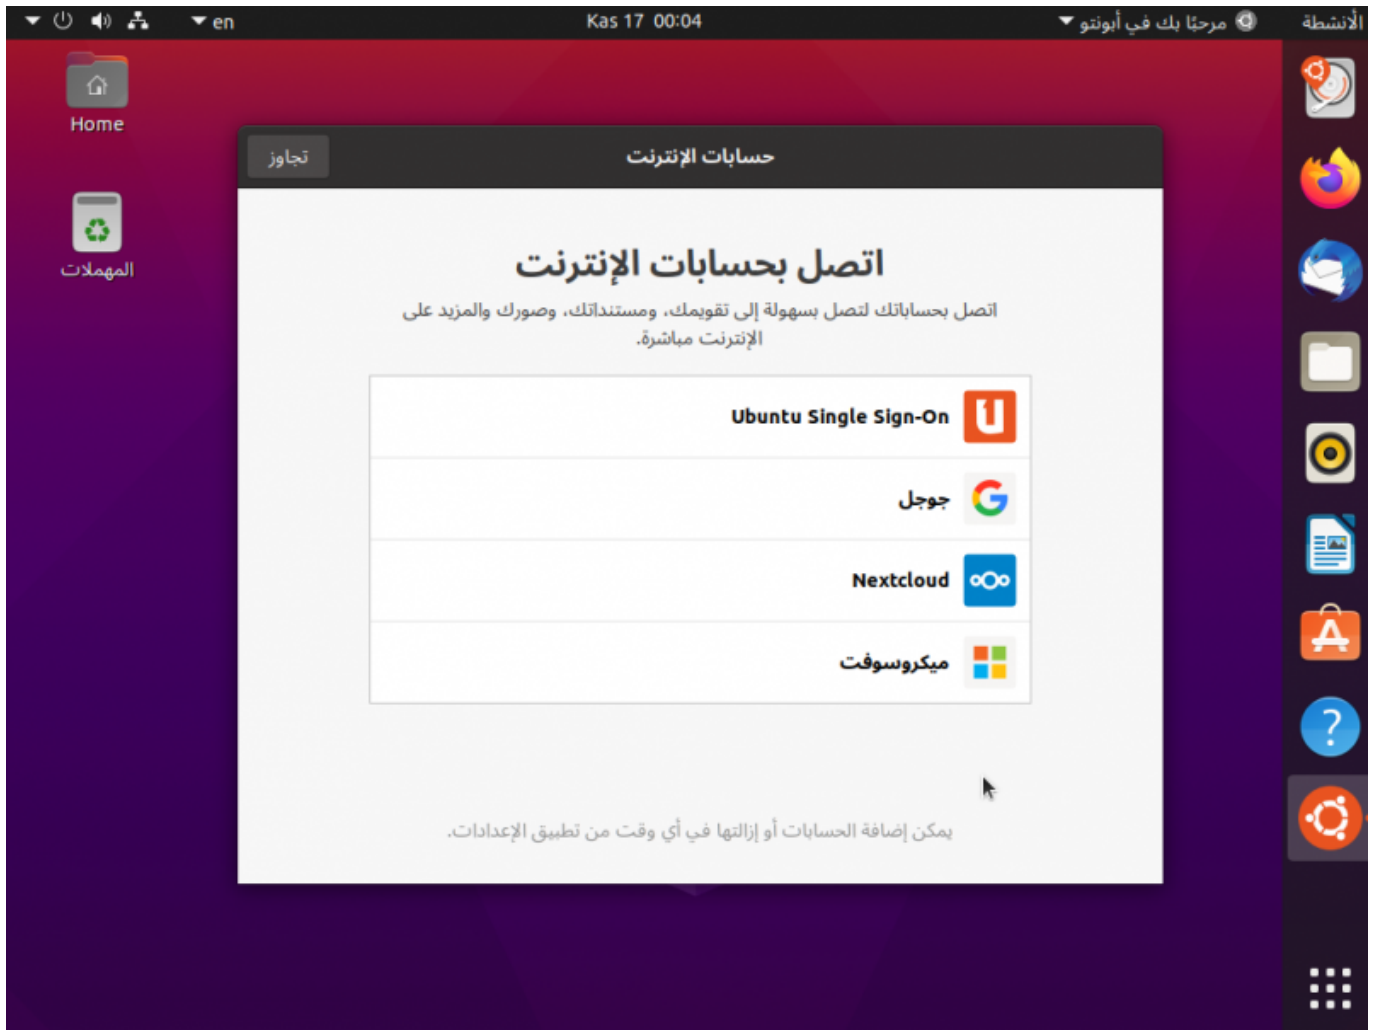 الأنشطة
مرحبًا بك في أبونتو
Kas 17 00:04
en
Home
المهملات
حسابات الإنترنت
تجاوز
اتصل بحسابات الإنترنت
اتصل بحساباتك لتصل بسهولة إلى تقويمك، ومستنداتك، وصورك والمزيد على
الإنترنت مباشرة.
Ubuntu Single Sign-On
جوجل
Nextcloud
ميكروسوفت
يمكن إضافة الحسابات أو إزالتها في أي وقت من تطبيق الإعدادات.